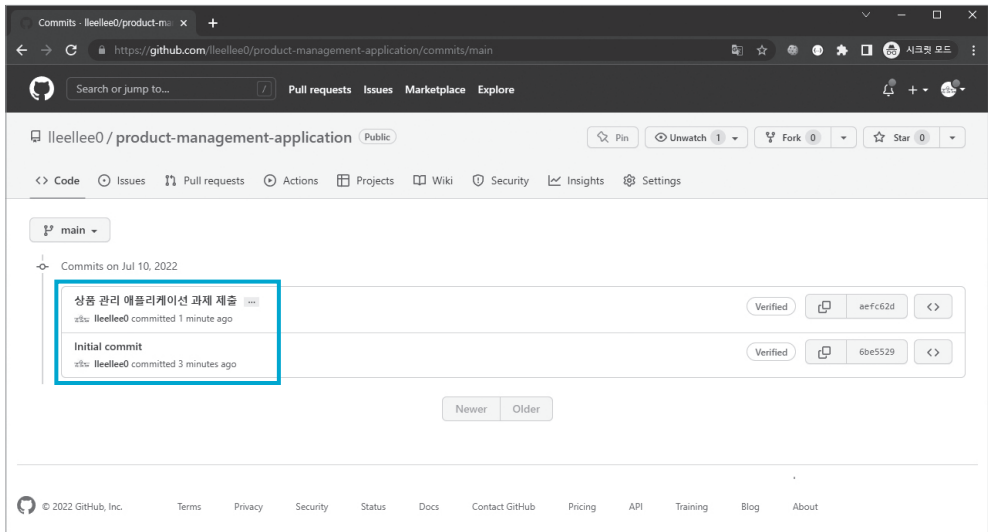 Commits · lleellee0/product-ma
https://github.com/lleellee0/product-management-application/commits/main
시크릿 모드
Search or jump to...
/
Pull requests Issues Marketplace Explore
lleellee0 / product-management-application Public
Pin
Unwatch 1
Fork 0
Star 0
Code Issues Pull requests Actions Projects Wiki Security Insights Settings
main
Commits on Jul 10, 2022
상품 관리 애플리케이션 과제 제출 ...
lleellee0 committed 1 minute ago
Verified aefc62d
Initial commit
lleellee0 committed 3 minutes ago
Verified 6be5529
Newer Older
© 2022 GitHub, Inc. Terms Privacy Security Status Docs Contact GitHub Pricing API Training Blog About